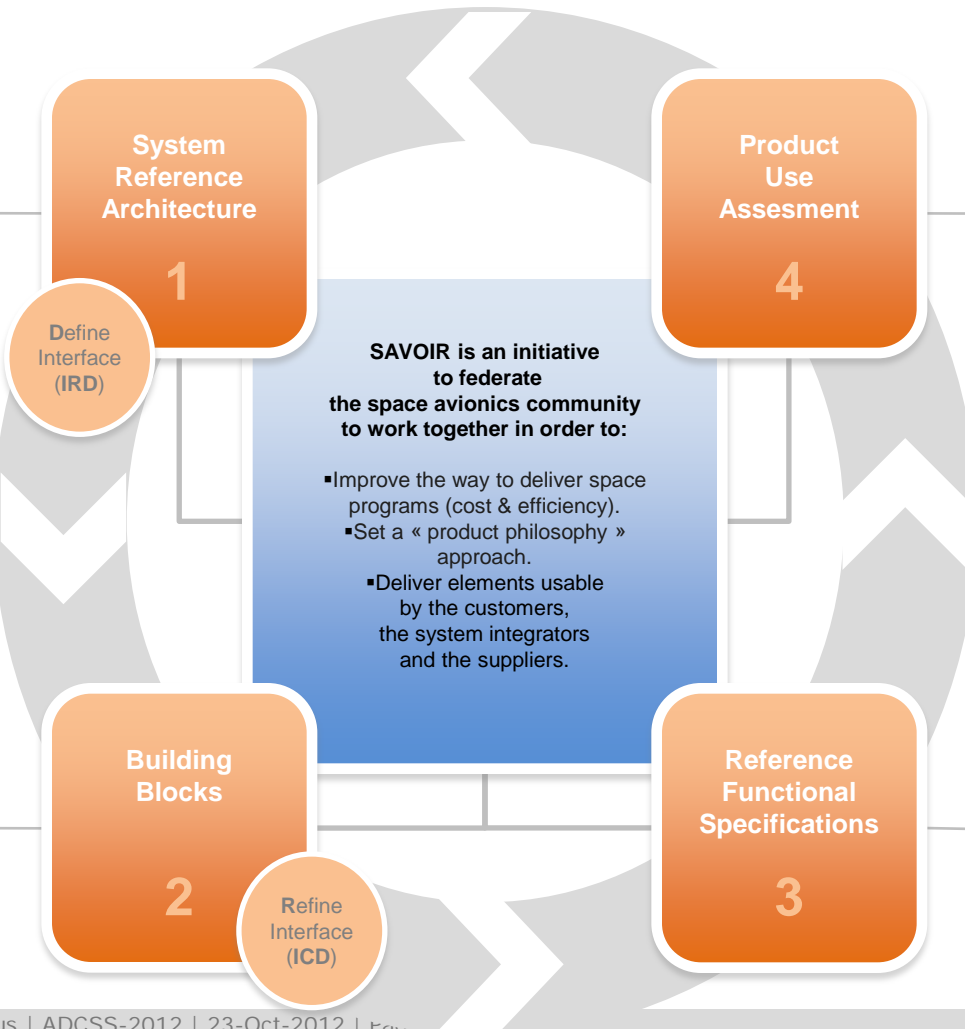 System
Reference
Architecture
1
Define
Interface
(IRD)
Product
Use
Assesment
4
SAVOIR is an initiative
to federate
the space avionics community
to work together in order to:
▪Improve the way to deliver space
programs (cost & efficiency).
▪Set a « product philosophy »
approach.
▪Deliver elements usable
by the customers,
the system integrators
and the suppliers.
Building
Blocks
2
Refine
Interface
(ICD)
Reference
Functional
Specifications
3
| ADCSS-2012 | 23-Oct-2012 |